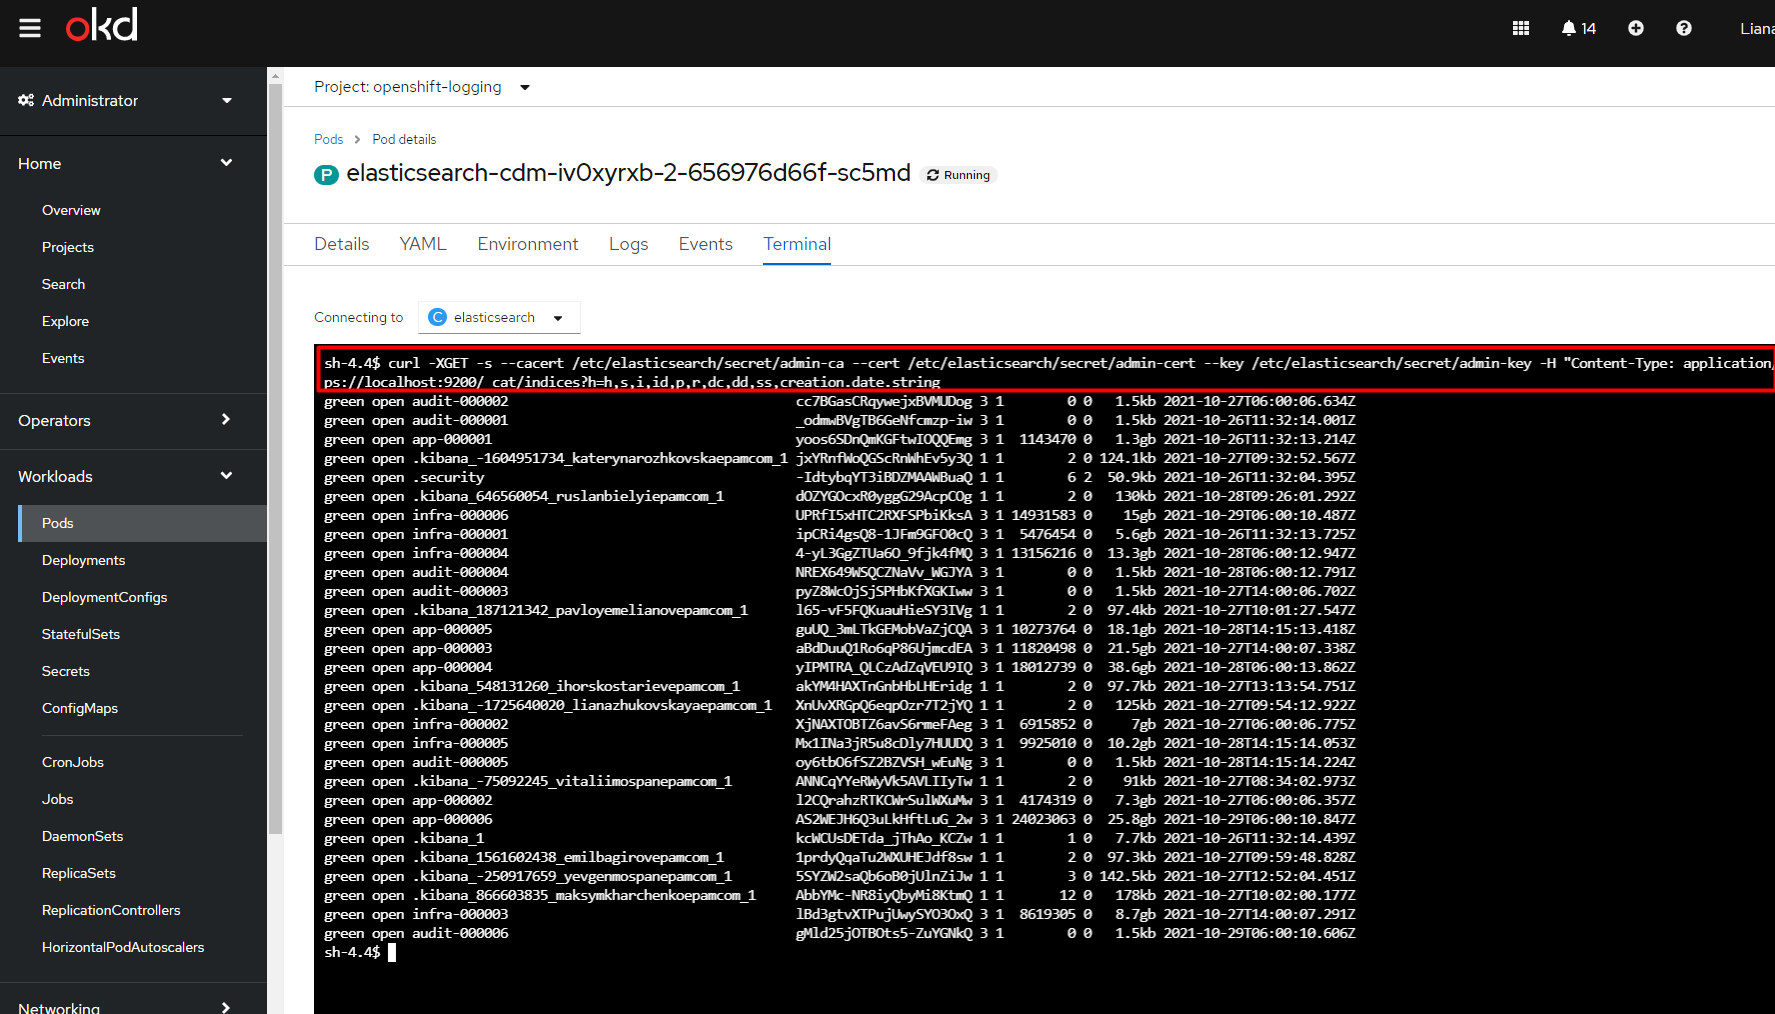 okd
14
Liana
Administrator
Home
Overview
Projects
Search
Explore
Events
Operators
Workloads
Pods
Deployments
DeploymentConfigs
StatefulSets
Secrets
ConfigMaps
CronJobs
Jobs
DaemonSets
ReplicaSets
ReplicationControllers
HorizontalPodAutoscalers
Networking
Project: openshift-logging
Pods > Pod details
P elasticsearch-cdm-iv0xyrxb-2-656976d66f-sc5md Running
Details YAML Environment Logs Events Terminal
Connecting to C elasticsearch
sh-4.4$ curl -XGET -s --cacert /etc/elasticsearch/secret/admin-ca --cert /etc/elasticsearch/secret/admin-cert --key /etc/elasticsearch/secret/admin-key -H "Content-Type: application/
ps://localhost:9200/_cat/indices?h=h,s,i,id,p,r,dc,dd,ss,creation.date.string
green open audit-000002 cc7BGasCRqywejxBVMUDog 3 1 0 0 1.5kb 2021-10-27T06:00:06.634Z
green open audit-000001 _odmwBVgTB6GeNfcmzp-iw 3 1 0 0 1.5kb 2021-10-26T11:32:14.001Z
green open app-000001 yoos6SDnQmKGFtwIOQQEmg 3 1 1143470 0 1.3gb 2021-10-26T11:32:13.214Z
green open .kibana_-1604951734_katerynarozhkovskaepamcom_1 jxYRnfWoQGScRnWhEv5y3Q 1 1 2 0 124.1kb 2021-10-27T09:32:52.567Z
green open .security -IdtybqYT3iBDZMAAWBuaQ 1 1 6 2 50.9kb 2021-10-26T11:32:04.395Z
green open .kibana_646560054_ruslanbielyiepamcom_1 dOZYGOcxR0yggG29AcpCOg 1 1 2 0 130kb 2021-10-28T09:26:01.292Z
green open infra-000006 UPRfI5xHTC2RXFSPbiKksA 3 1 14931583 0 15gb 2021-10-29T06:00:10.487Z
green open infra-000001 ipCRi4gsQ8-1JFm9GFO0cQ 3 1 5476454 0 5.6gb 2021-10-26T11:32:13.725Z
green open infra-000004 4-yL3GgZTUa6O_9fjk4fMQ 3 1 13156216 0 13.3gb 2021-10-28T06:00:12.947Z
green open audit-000004 NREX649WSQCZNaVv_WGJYA 3 1 0 0 1.5kb 2021-10-28T06:00:12.791Z
green open audit-000003 pyZ8WcOjSjSPHbKfXGKIww 3 1 0 0 1.5kb 2021-10-27T14:00:06.702Z
green open .kibana_187121342_pavloyemelianovepamcom_1 l65-vF5FQKuauHieSY3IVg 1 1 2 0 97.4kb 2021-10-27T10:01:27.547Z
green open app-000005 guUQ_3mLTkGEMobVaZjCQA 3 1 10273764 0 18.1gb 2021-10-28T14:15:13.418Z
green open app-000003 aBdDuuQ1Ro6qP86UjmcdEA 3 1 11820498 0 21.5gb 2021-10-27T14:00:07.338Z
green open app-000004 yIPMTRA_QLCzAdZqVEU9IQ 3 1 18012739 0 38.6gb 2021-10-28T06:00:13.862Z
green open .kibana_548131260_ihorskostarievepamcom_1 akYM4HAXTnGnbHbLHEridg 1 1 2 0 97.7kb 2021-10-27T13:13:54.751Z
green open .kibana_-1725640020_lianazhukovskayaepamcom_1 XnUvXRGpQ6eqpOzr7T2jYQ 1 1 2 0 125kb 2021-10-27T09:54:12.922Z
green open infra-000002 XjNAXTOBTZ6avS6rmeFAeg 3 1 6915852 0 7gb 2021-10-27T06:00:06.775Z
green open infra-000005 Mx1INa3jR5u8cDly7HUUDQ 3 1 9925010 0 10.2gb 2021-10-28T14:15:14.053Z
green open audit-000005 oy6tbO6fSZ2BZVSH_wEuNg 3 1 0 0 1.5kb 2021-10-28T14:15:14.224Z
green open .kibana_-75092245_vitaliimospanepamcom_1 ANNCqYYeRWyVk5AVLIIyTw 1 1 2 0 91kb 2021-10-27T08:34:02.973Z
green open app-000002 l2CQrahzRTKCWrSulWXuMw 3 1 4174319 0 7.3gb 2021-10-27T06:00:06.357Z
green open app-000006 AS2WEJH6Q3uLkHftLuG_2w 3 1 24023063 0 25.8gb 2021-10-29T06:00:10.847Z
green open .kibana_1 kcWCUsDETda_jThAo_KCZw 1 1 1 0 7.7kb 2021-10-26T11:32:14.439Z
green open .kibana_1561602438_emilbagirovepamcom_1 1prdyQqaTu2WXUHEJdf8sw 1 1 2 0 97.3kb 2021-10-27T09:59:48.828Z
green open .kibana_-250917659_yevgenmospanepamcom_1 5SYZW2saQb6oB0jUlnZiJw 1 1 3 0 142.5kb 2021-10-27T12:52:04.451Z
green open .kibana_866603835_maksymkharchenkoepamcom_1 AbbYMc-NR8iyQbyMi8KtmQ 1 1 12 0 178kb 2021-10-27T10:02:00.177Z
green open infra-000003 lBd3gtvXTPujUwySYO3OxQ 3 1 8619305 0 8.7gb 2021-10-27T14:00:07.291Z
green open audit-000006 gMld25jOTBOts5-ZuYGNkQ 3 1 0 0 1.5kb 2021-10-29T06:00:10.606Z
sh-4.4$